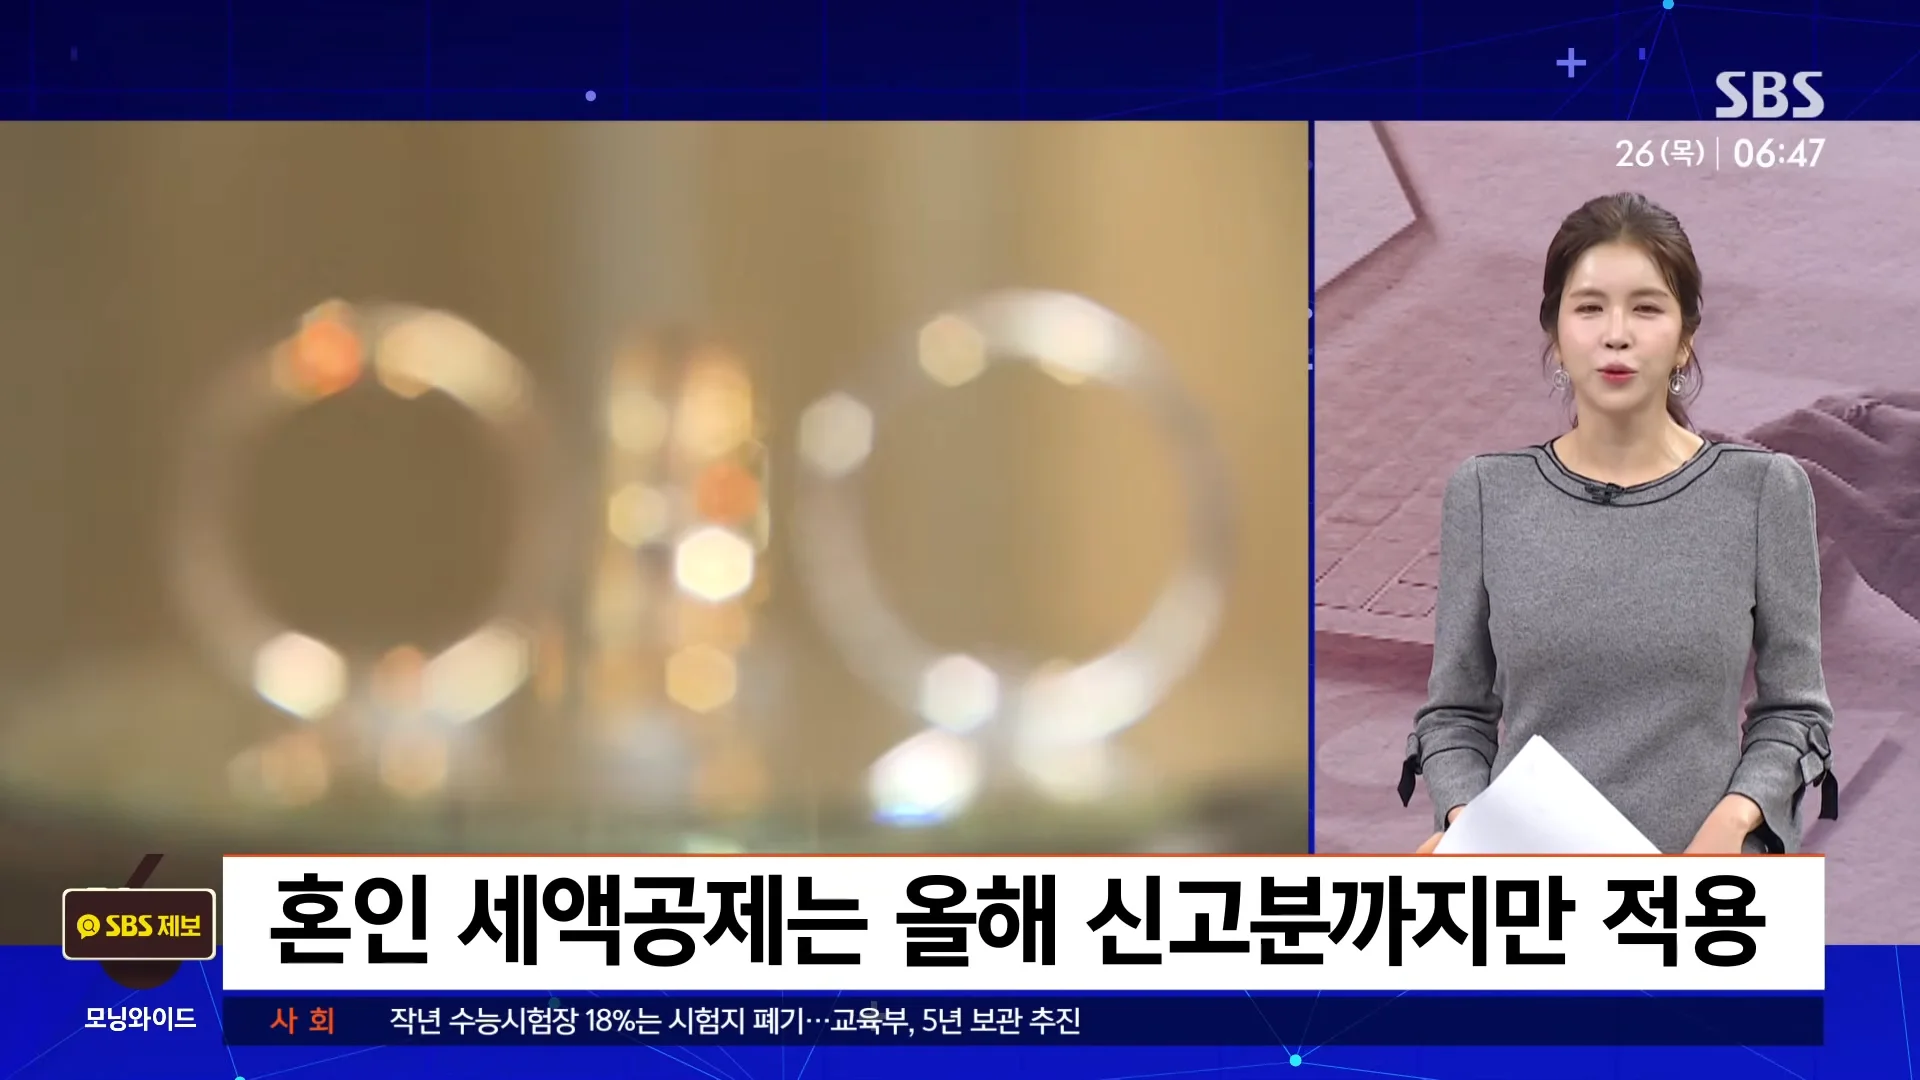 SBS
26(목) | 06:47
혼인 세액공제는 올해 신고분까지만 적용
SBS 제보
모닝와이드
사 회 작년 수능시험장 18%는 시험지 폐기…교육부, 5년 보관 추진